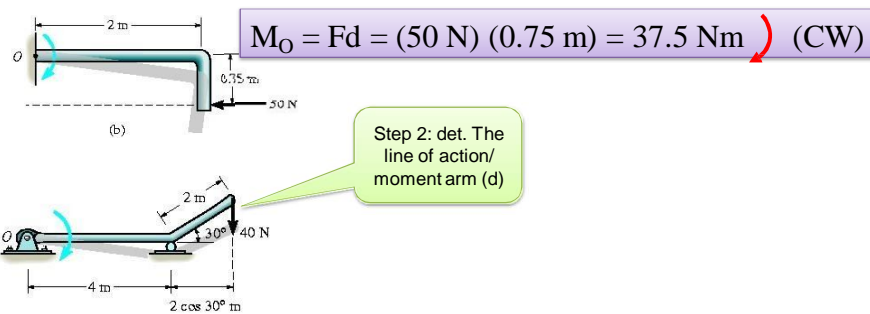 2 m
M_O = Fd = (50 N) (0.75 m) = 37.5 Nm (CW)
O
0.75 m
50 N
(b)
Step 2: det. The
line of action/
moment arm (d)
2 m
O
30° 40 N
4 m
2 cos 30° m